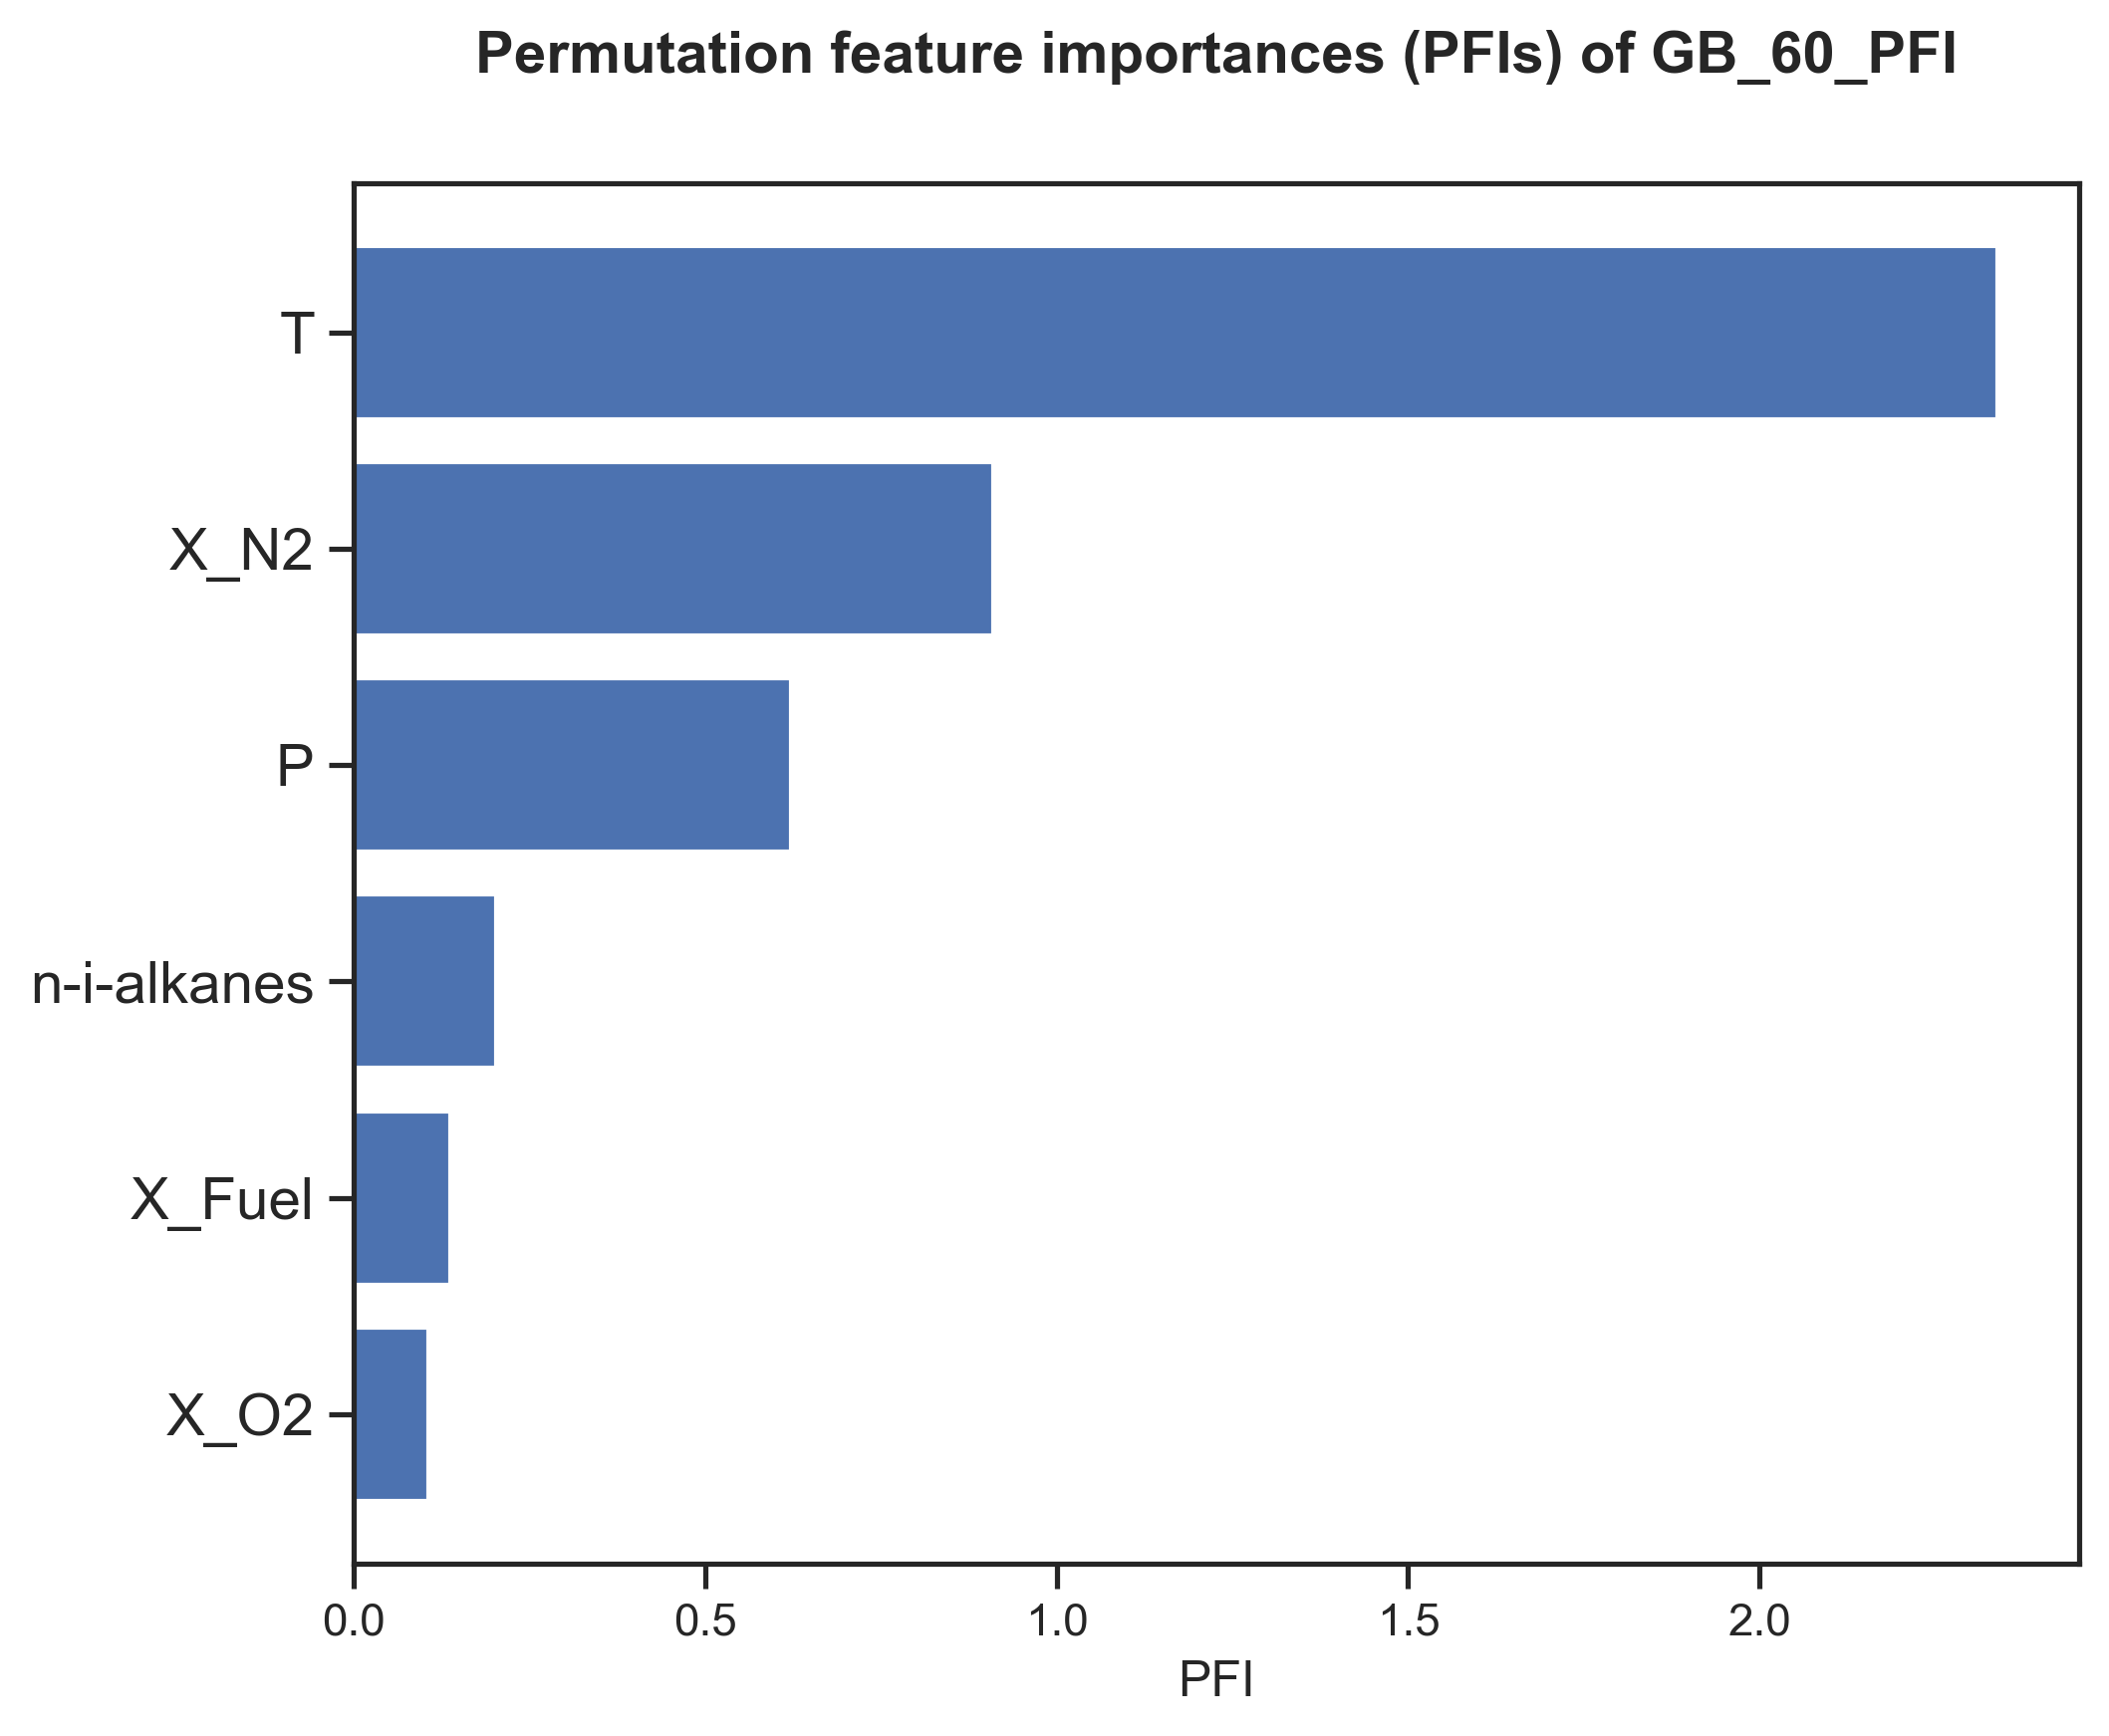 Permutation feature importances (PFIs) of GB_60_PFI
T
X_N2
P
n-i-alkanes
X_Fuel
X_O2
0.0 0.5 1.0 1.5 2.0
PFI